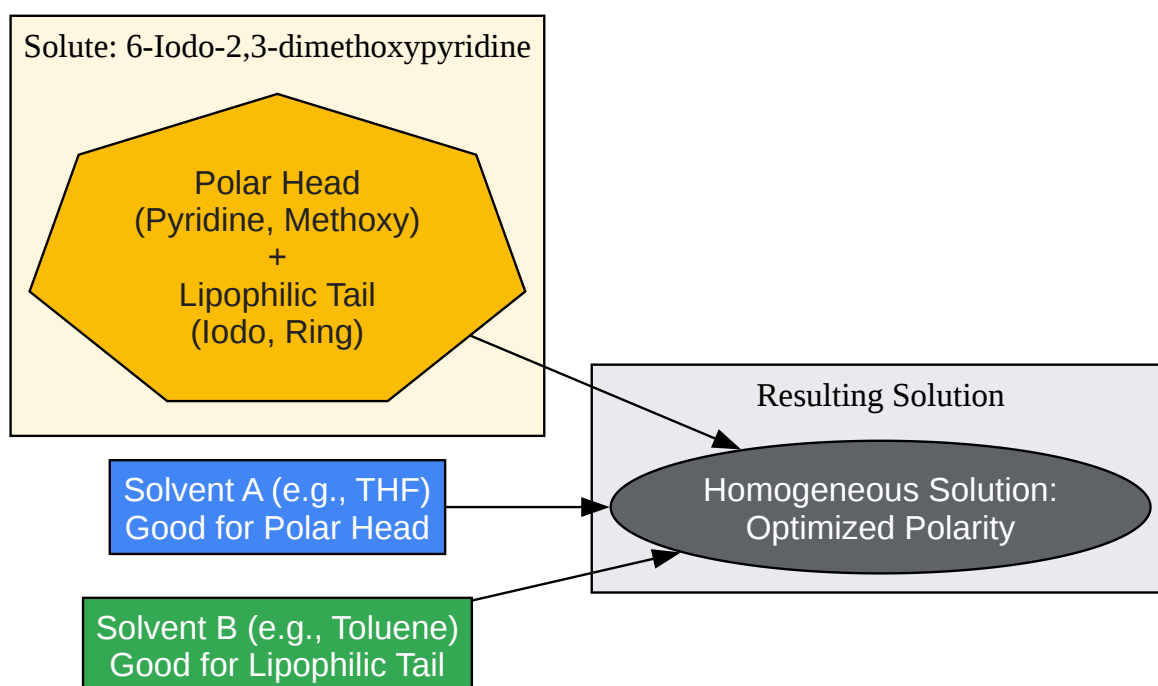 Solute: 6-Iodo-2,3-dimethoxypyridine
Polar Head
(Pyridine, Methoxy)
+
Lipophilic Tail
(Iodo, Ring)
Resulting Solution
Homogeneous Solution:
Optimized Polarity
Solvent A (e.g., THF)
Good for Polar Head
Solvent B (e.g., Toluene)
Good for Lipophilic Tail